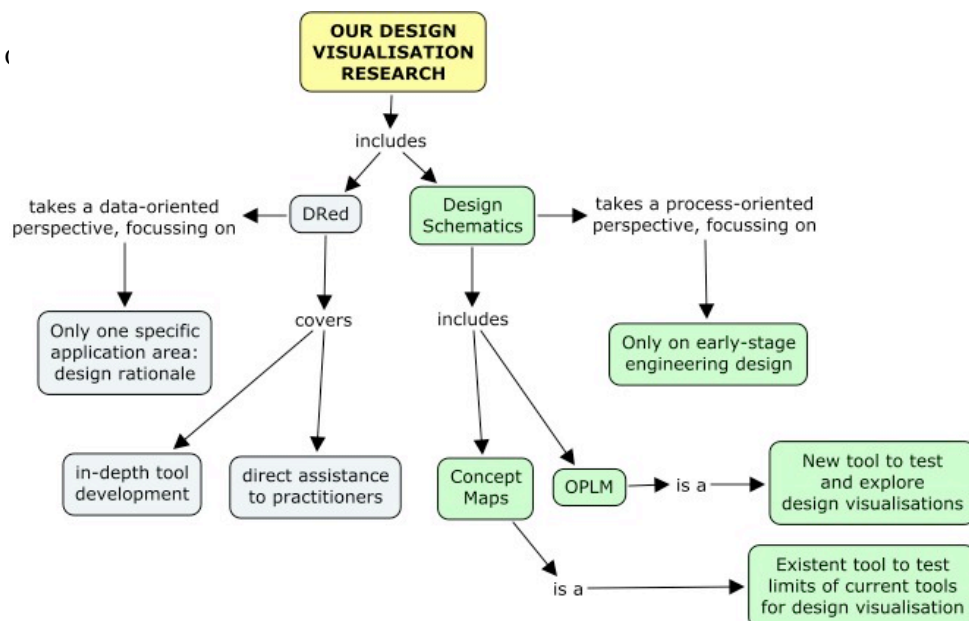 OUR DESIGN
VISUALISATION
RESEARCH
includes
takes a data-oriented
perspective, focussing on
DRed
Design
Schematics
takes a process-oriented
perspective, focussing on
Only one specific
application area:
design rationale
covers
includes
Only on early-stage
engineering design
in-depth tool
development
direct assistance
to practitioners
Concept
Maps
OPLM
is a
New tool to test
and explore
design visualisations
is a
Existent tool to test
limits of current tools
for design visualisation